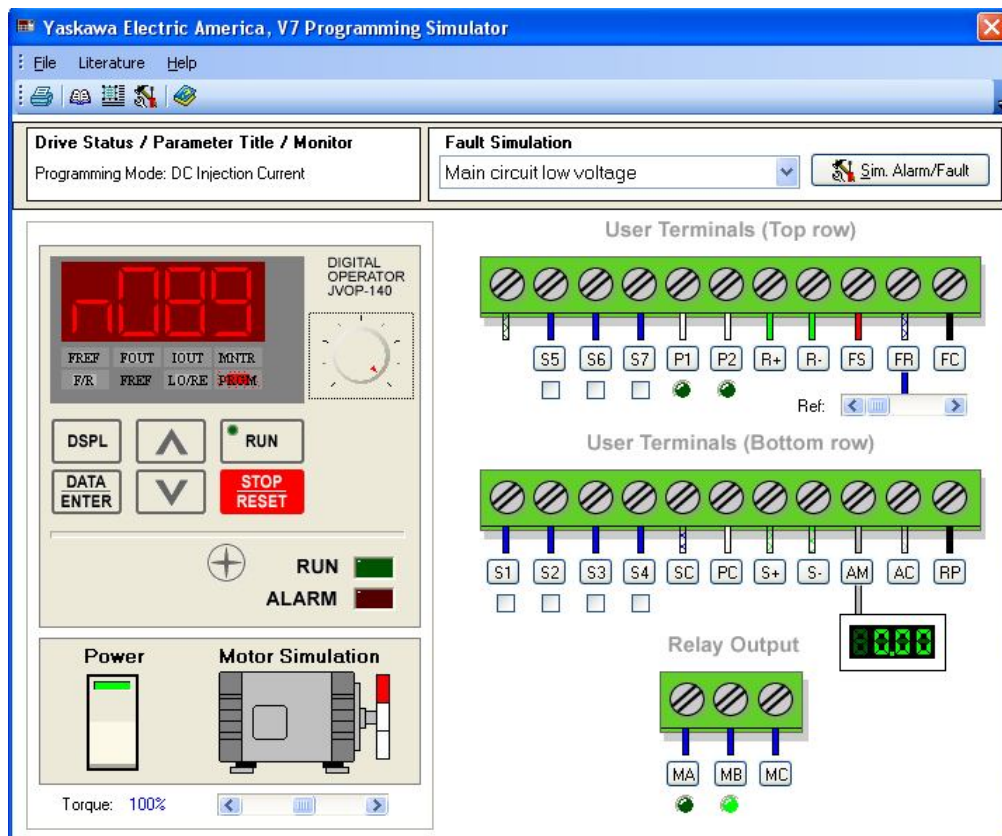 Yaskawa Electric America, V7 Programming Simulator
File Literature Help
Drive Status / Parameter Title / Monitor
Programming Mode: DC Injection Current
Fault Simulation
Main circuit low voltage
Sim. Alarm/Fault
n089
FREF FOUT IOUT MNTR
F/R FREF LO/RE PRGM
DIGITAL
OPERATOR
JVOP-140
DSPL
RUN
DATA
ENTER
STOP
RESET
RUN
ALARM
Power
Motor Simulation
Torque: 100%
User Terminals (Top row)
S5 S6 S7 P1 P2 R+ R- FS FR FC
Ref:
User Terminals (Bottom row)
S1 S2 S3 S4 SC PC S+ S- AM AC RP
0.00
Relay Output
MA MB MC